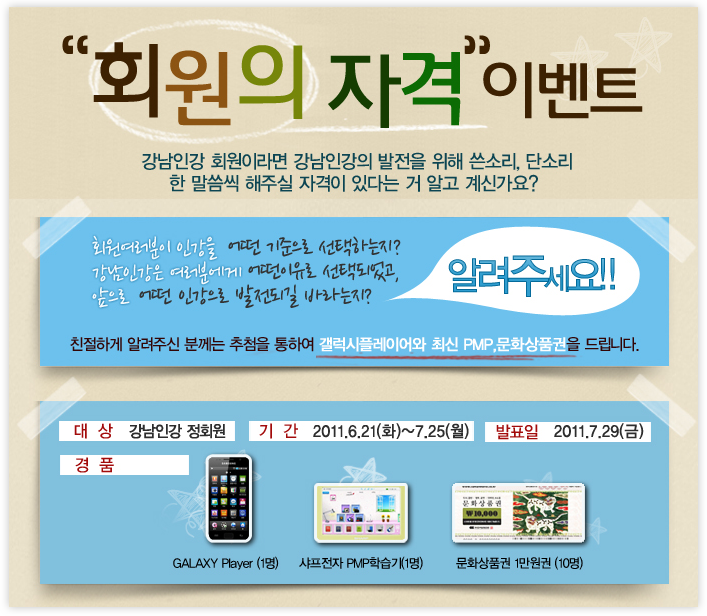 “회원의 자격” 이벤트
강남인강 회원이라면 강남인강의 발전을 위해 쓴소리, 단소리
한 말씀씩 해주실 자격이 있다는 거 알고 계신가요?
회원여러분이 인강을 어떤 기준으로 선택하는지?
강남인강은 여러분에게 어떤이유로 선택되었고,
앞으로 어떤 인강으로 발전되길 바라는지?
알려주세요!!
친절하게 알려주신 분께는 추첨을 통하여 갤럭시플레이어와 최신 PMP,문화상품권을 드립니다.
대 상 강남인강 정회원 기 간 2011.6.21(화)~7.25(월) 발표일 2011.7.29(금)
경 품
문화상품권
₩10,000
GALAXY Player (1명) 샤프전자 PMP학습기(1명) 문화상품권 1만원권 (10명)